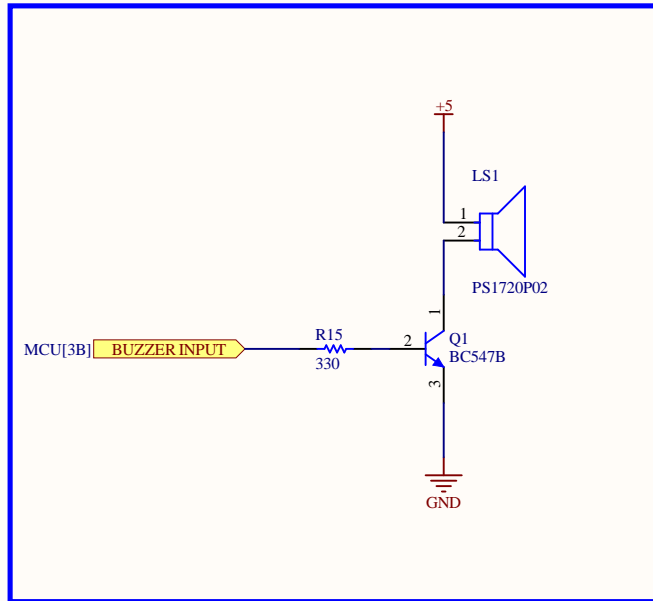 +5
LS1
1
2
PS1720P02
1
MCU[3B] BUZZER INPUT
R15
330
2
Q1
BC547B
3
GND